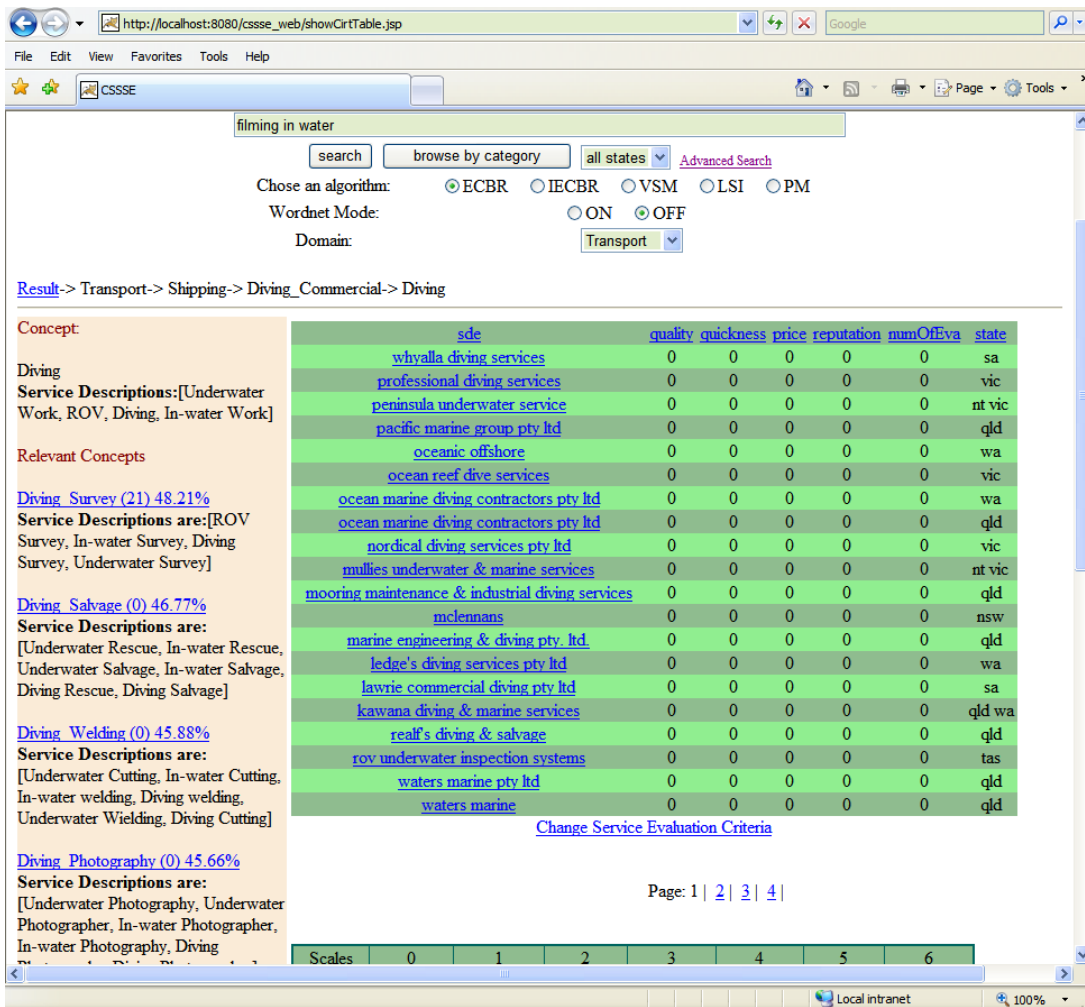 http://localhost:8080/cssse_web/showCirtTable.jsp
Google
File Edit View Favorites Tools Help
CSSSE
Page Tools
filming in water
search browse by category all states Advanced Search
Chose an algorithm: ECBR IECBR VSM LSI PM
Wordnet Mode: ON OFF
Domain: Transport
Result-> Transport-> Shipping-> Diving_Commercial-> Diving
Concept:
Diving
Service Descriptions:[Underwater
Work, ROV, Diving, In-water Work]
Relevant Concepts
Diving_Survey (21) 48.21%
Service Descriptions are:[ROV
Survey, In-water Survey, Diving
Survey, Underwater Survey]
Diving_Salvage (0) 46.77%
Service Descriptions are:
[Underwater Rescue, In-water Rescue,
Underwater Salvage, In-water Salvage,
Diving Rescue, Diving Salvage]
Diving_Welding (0) 45.88%
Service Descriptions are:
[Underwater Cutting, In-water Cutting,
In-water welding, Diving welding,
Underwater Wielding, Diving Cutting]
Diving_Photography (0) 45.66%
Service Descriptions are:
[Underwater Photography, Underwater
Photographer, In-water Photographer,
In-water Photography, Diving
sde quality quickness price reputation numOfEva state
whyalla diving services 0 0 0 0 0 sa
professional diving services 0 0 0 0 0 vic
peninsula underwater service 0 0 0 0 0 nt vic
pacific marine group pty ltd 0 0 0 0 0 qld
oceanic offshore 0 0 0 0 0 wa
ocean reef dive services 0 0 0 0 0 vic
ocean marine diving contractors pty ltd 0 0 0 0 0 wa
ocean marine diving contractors pty ltd 0 0 0 0 0 qld
nordical diving services pty ltd 0 0 0 0 0 vic
mullies underwater & marine services 0 0 0 0 0 nt vic
mooring maintenance & industrial diving services 0 0 0 0 0 qld
mclennans 0 0 0 0 0 nsw
marine engineering & diving pty. ltd. 0 0 0 0 0 qld
ledge's diving services pty ltd 0 0 0 0 0 wa
lawrie commercial diving pty ltd 0 0 0 0 0 sa
kawana diving & marine services 0 0 0 0 0 qld wa
realf's diving & salvage 0 0 0 0 0 qld
rov underwater inspection systems 0 0 0 0 0 tas
waters marine pty ltd 0 0 0 0 0 qld
waters marine 0 0 0 0 0 qld
Change Service Evaluation Criteria
Page: 1 | 2 | 3 | 4 |
Scales 0 1 2 3 4 5 6
Local intranet 100%